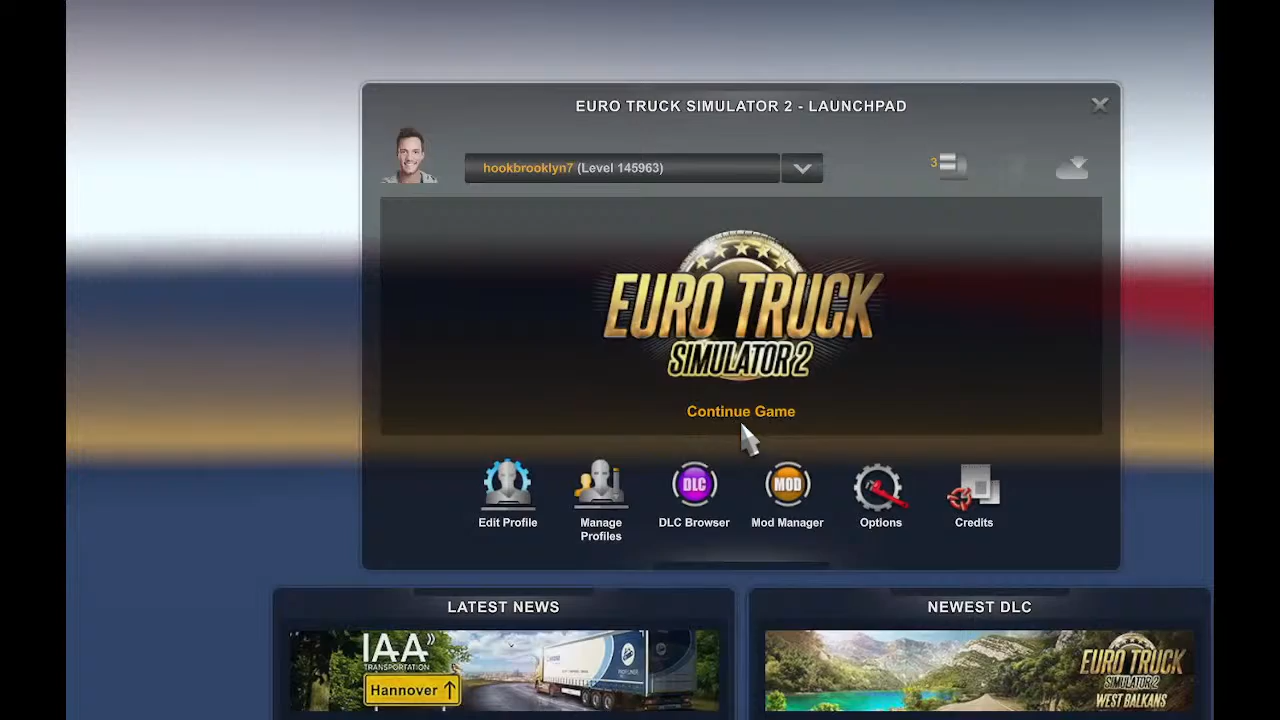 EURO TRUCK SIMULATOR 2 - LAUNCHPAD
hookbrooklyn7 (Level 145963)
3
EURO TRUCK
SIMULATOR 2
Continue Game
DLC
MOD
Edit Profile
Manage
Profiles
DLC Browser
Mod Manager
Options
Credits
LATEST NEWS
IAA
TRANSPORTATION
Hannover
NEWEST DLC
EURO TRUCK
SIMULATOR 2
WEST BALKANS